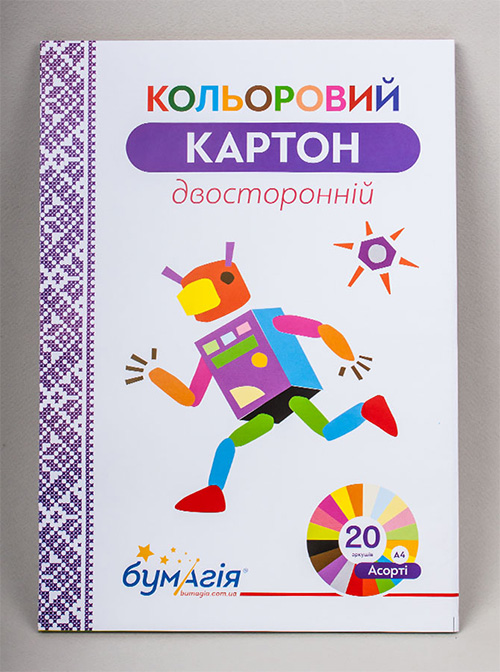 КОЛЬОРОВИЙ
КАРТОН
двосторонній
20
аркушів
А4
Асорті
бумагія®
bumagia.com.ua